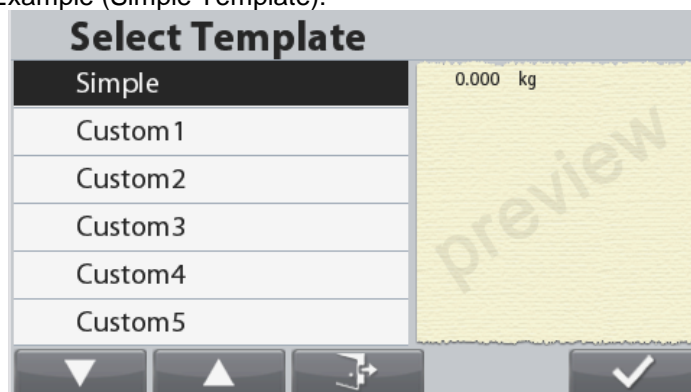 Example (Simple Template):
Select Template
Simple
0.000 kg
Custom1
Custom2
Custom3
Custom4
Custom5
preview